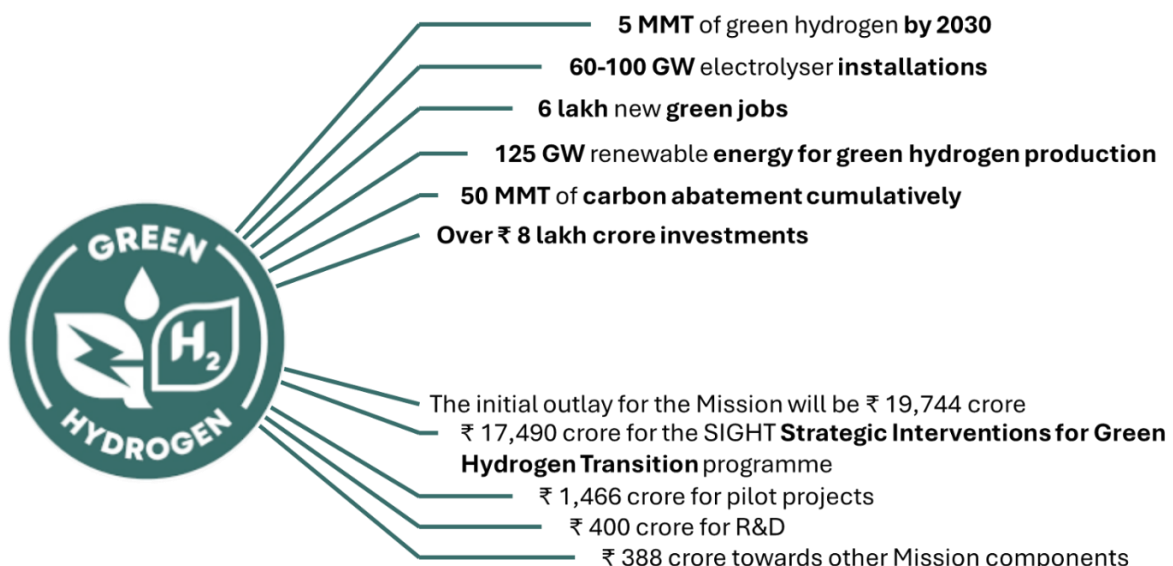 5 MMT of green hydrogen by 2030
60-100 GW electrolyser installations
6 lakh new green jobs
125 GW renewable energy for green hydrogen production
50 MMT of carbon abatement cumulatively
Over ₹ 8 lakh crore investments
GREEN
H2
HYDROGEN
The initial outlay for the Mission will be ₹ 19,744 crore
₹ 17,490 crore for the SIGHT Strategic Interventions for Green
Hydrogen Transition programme
₹ 1,466 crore for pilot projects
₹ 400 crore for R&D
₹ 388 crore towards other Mission components